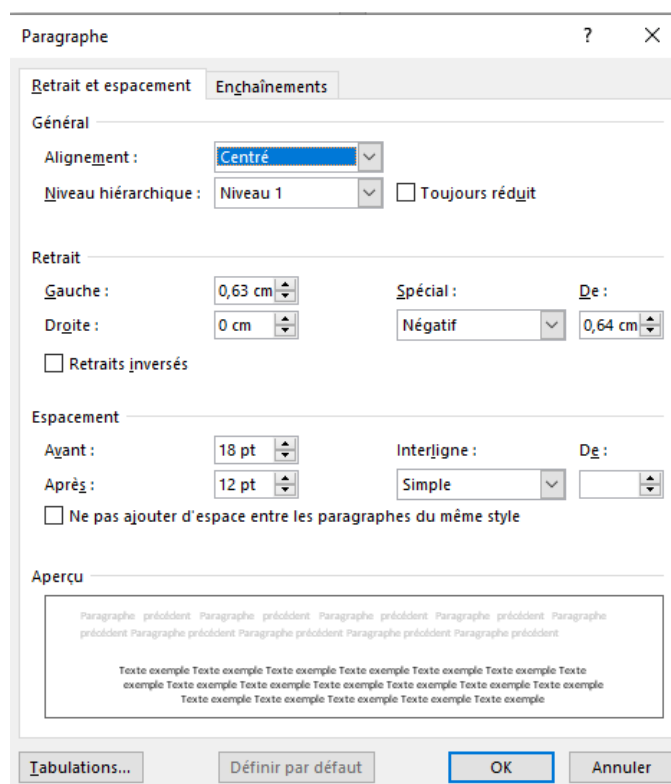 Paragraphe ?
Retrait et espacement Enchaînements
Général
Alignement : Centré
Niveau hiérarchique : Niveau 1 Toujours réduit
Retrait
Gauche : 0,63 cm Spécial : De :
Droite : 0 cm Négatif 0,64 cm
Retraits inversés
Espacement
Avant : 18 pt Interligne : De :
Après : 12 pt Simple
Ne pas ajouter d'espace entre les paragraphes du même style
Aperçu
Paragraphe précédent Paragraphe précédent Paragraphe précédent Paragraphe précédent Paragraphe
précédent Paragraphe précédent Paragraphe précédent Paragraphe précédent Paragraphe précédent
Texte exemple Texte exemple Texte exemple Texte exemple Texte exemple Texte exemple Texte
exemple Texte exemple Texte exemple Texte exemple Texte exemple Texte exemple Texte exemple
Texte exemple Texte exemple Texte exemple Texte exemple Texte exemple
Tabulations... Définir par défaut OK Annuler